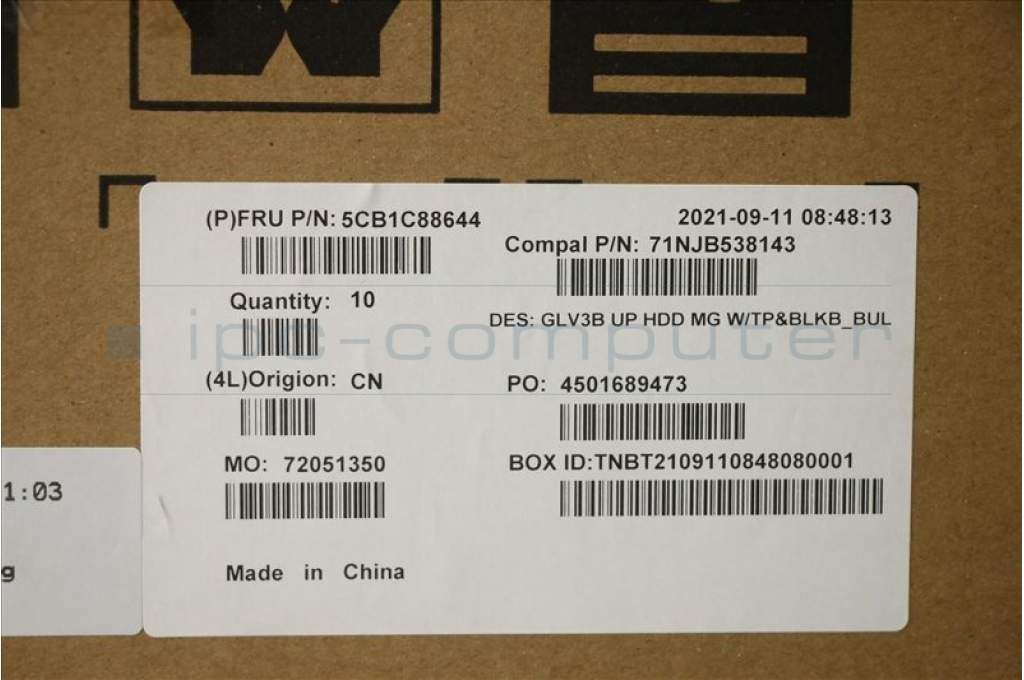 (P)FRU P/N: 5CB1C88644
2021-09-11 08:48:13
Compal P/N: 71NJB538143
Quantity: 10
DES: GLV3B UP HDD MG W/TP&BLKB_BUL
ipc-computer
(4L)Origion: CN
PO: 4501689473
MO: 72051350
BOX ID:TNBT2109110848080001
Made in China
1:03
g